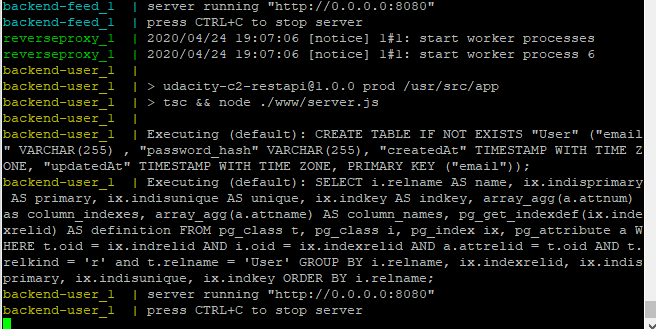 backend-feed_1 | server running "http://0.0.0.0:8080"
backend-feed_1 | press CTRL+C to stop server
reverseproxy_1 | 2020/04/24 19:07:06 [notice] 1#1: start worker processes
reverseproxy_1 | 2020/04/24 19:07:06 [notice] 1#1: start worker process 6
backend-user_1 |
backend-user_1 | > udacity-c2-restapi@1.0.0 prod /usr/src/app
backend-user_1 | > tsc && node ./www/server.js
backend-user_1 |
backend-user_1 | Executing (default): CREATE TABLE IF NOT EXISTS "User" ("email
" VARCHAR(255) , "password_hash" VARCHAR(255), "createdAt" TIMESTAMP WITH TIME Z
ONE, "updatedAt" TIMESTAMP WITH TIME ZONE, PRIMARY KEY ("email"));
backend-user_1 | Executing (default): SELECT i.relname AS name, ix.indisprimary
AS primary, ix.indisunique AS unique, ix.indkey AS indkey, array_agg(a.attnum)
as column_indexes, array_agg(a.attname) AS column_names, pg_get_indexdef(ix.inde
xrelid) AS definition FROM pg_class t, pg_class i, pg_index ix, pg_attribute a W
HERE t.oid = ix.indrelid AND i.oid = ix.indexrelid AND a.attrelid = t.oid AND t.
relkind = 'r' and t.relname = 'User' GROUP BY i.relname, ix.indexrelid, ix.indis
primary, ix.indisunique, ix.indkey ORDER BY i.relname;
backend-user_1 | server running "http://0.0.0.0:8080"
backend-user_1 | press CTRL+C to stop server